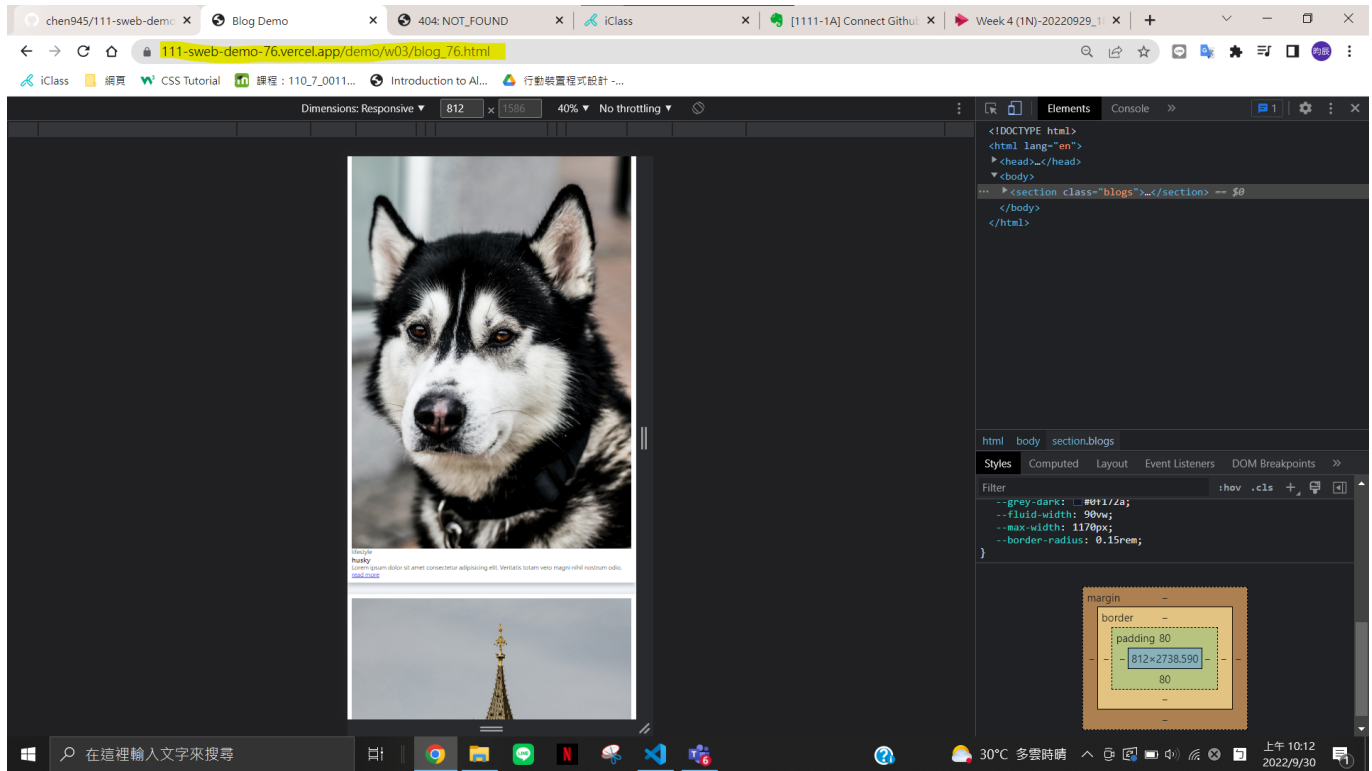 chen945/111-sweb-demo
Blog Demo
404: NOT_FOUND
iClass
[1111-1A] Connect Github
Week 4 (1N)-20220929_1
111-sweb-demo-76.vercel.app/demo/w03/blog_76.html
昀辰
iClass
網頁
CSS Tutorial
課程：110_7_0011...
Introduction to Al...
行動裝置程式設計 -...
Dimensions: Responsive ▼ 812 × 1586 40% ▼ No throttling ▼
Elements Console » 1
<!DOCTYPE html>
<html lang="en">
<head>…</head>
<body>
<section class="blogs">…</section> == $0
</body>
</html>
lifestyle
husky
Lorem ipsum dolor sit amet consectetur adipisicing elit. Veritatis totam vero magni nihil nostrum odio.
read more
html body section.blogs
Styles Computed Layout Event Listeners DOM Breakpoints »
Filter :hov .cls +
--grey-dark: #0f172a;
--fluid-width: 90vw;
--max-width: 1170px;
--border-radius: 0.15rem;
}
margin –
border –
padding 80
– – – 812×2738.590 – – –
80
–
–
在這裡輸入文字來搜尋
LINE
N
6
30°C 多雲時晴
上午 10:12
2022/9/30
1